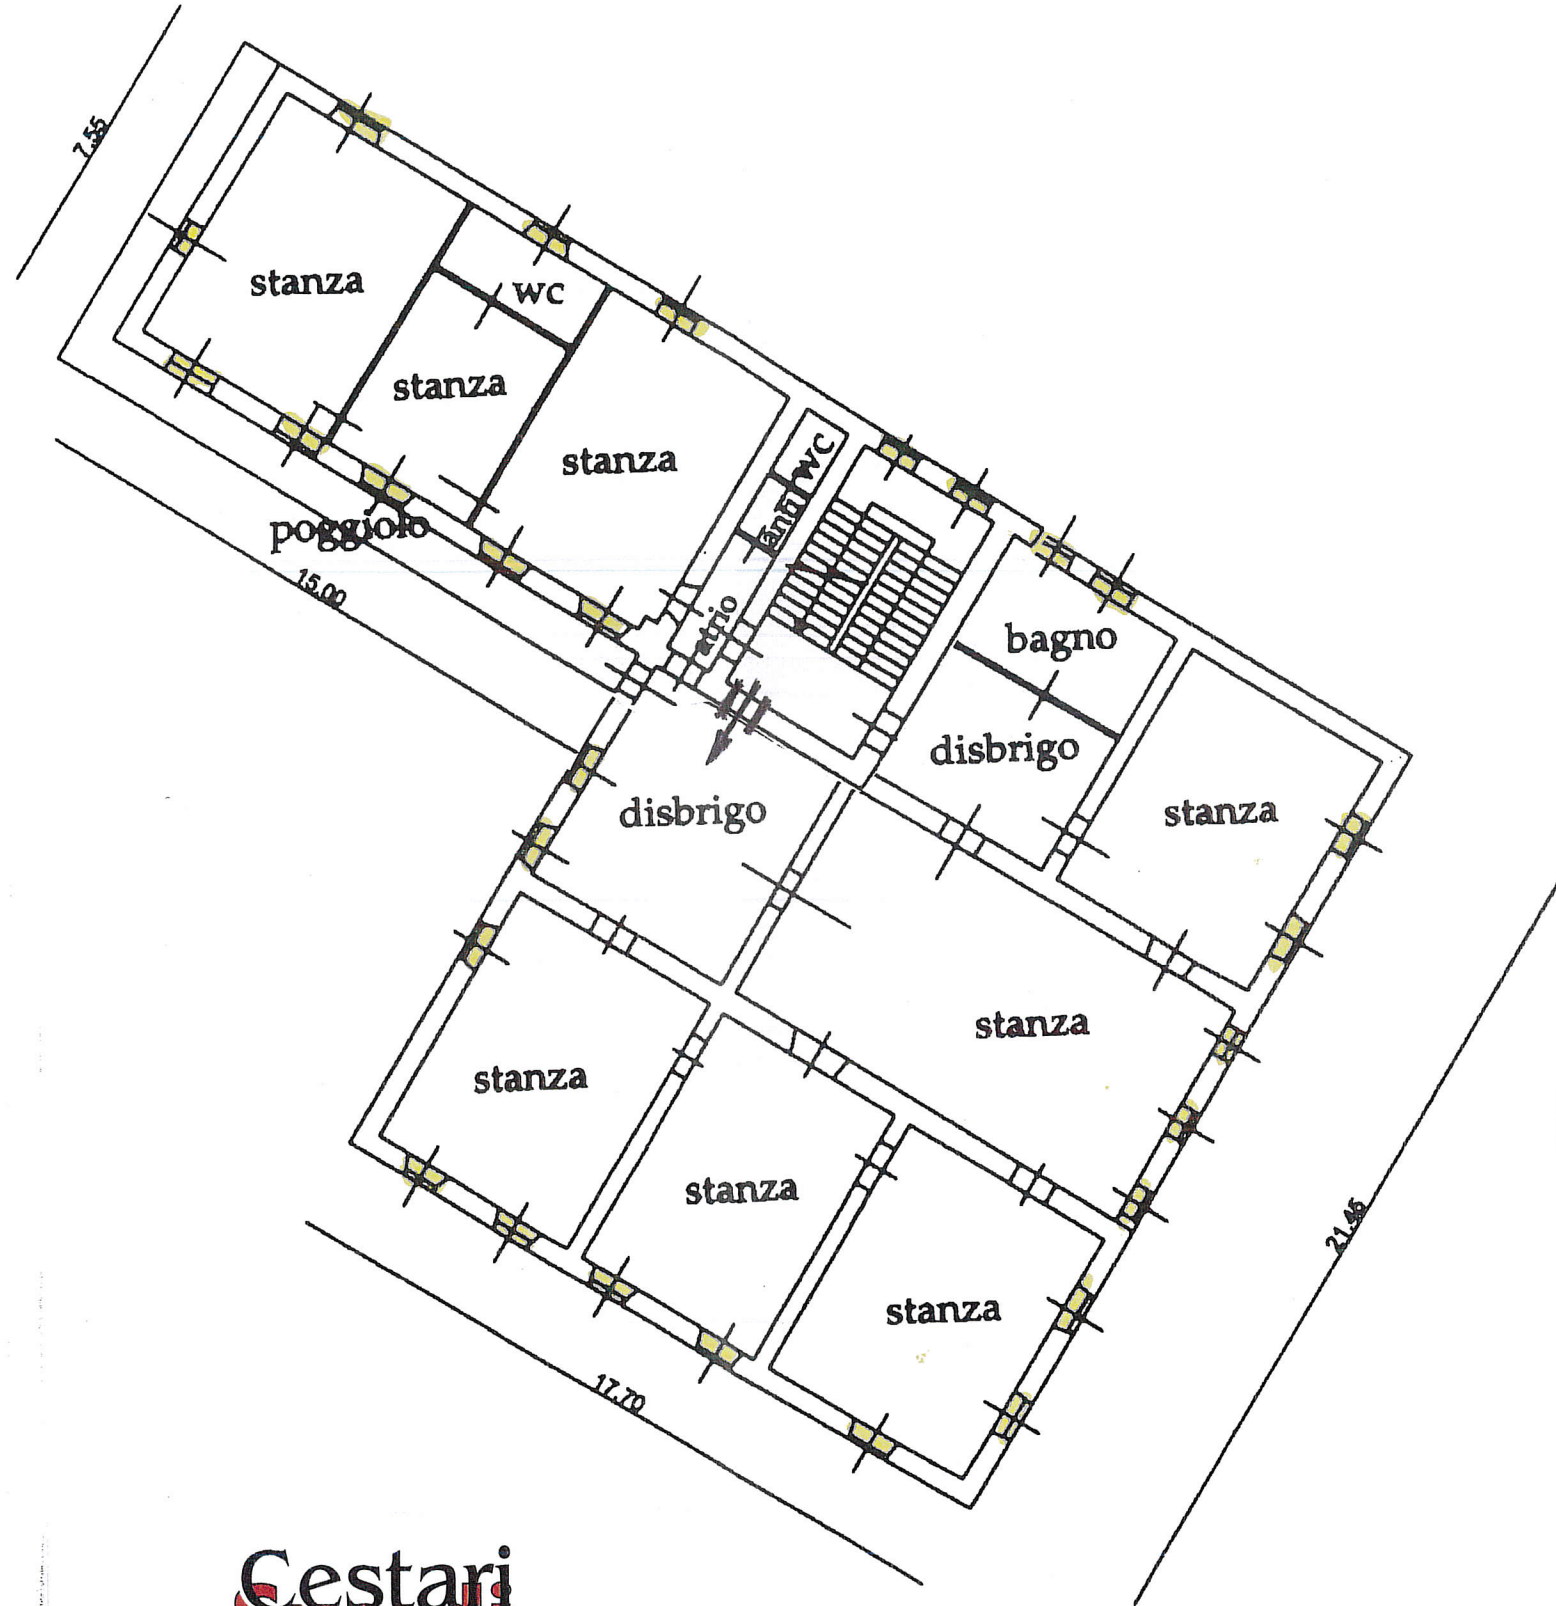 7.55
stanza
wc
stanza
stanza
wc
anti
poggiolo
15.00
atrio
bagno
disbrigo
disbrigo
stanza
stanza
stanza
stanza
stanza
21.45
17.70
Cestari